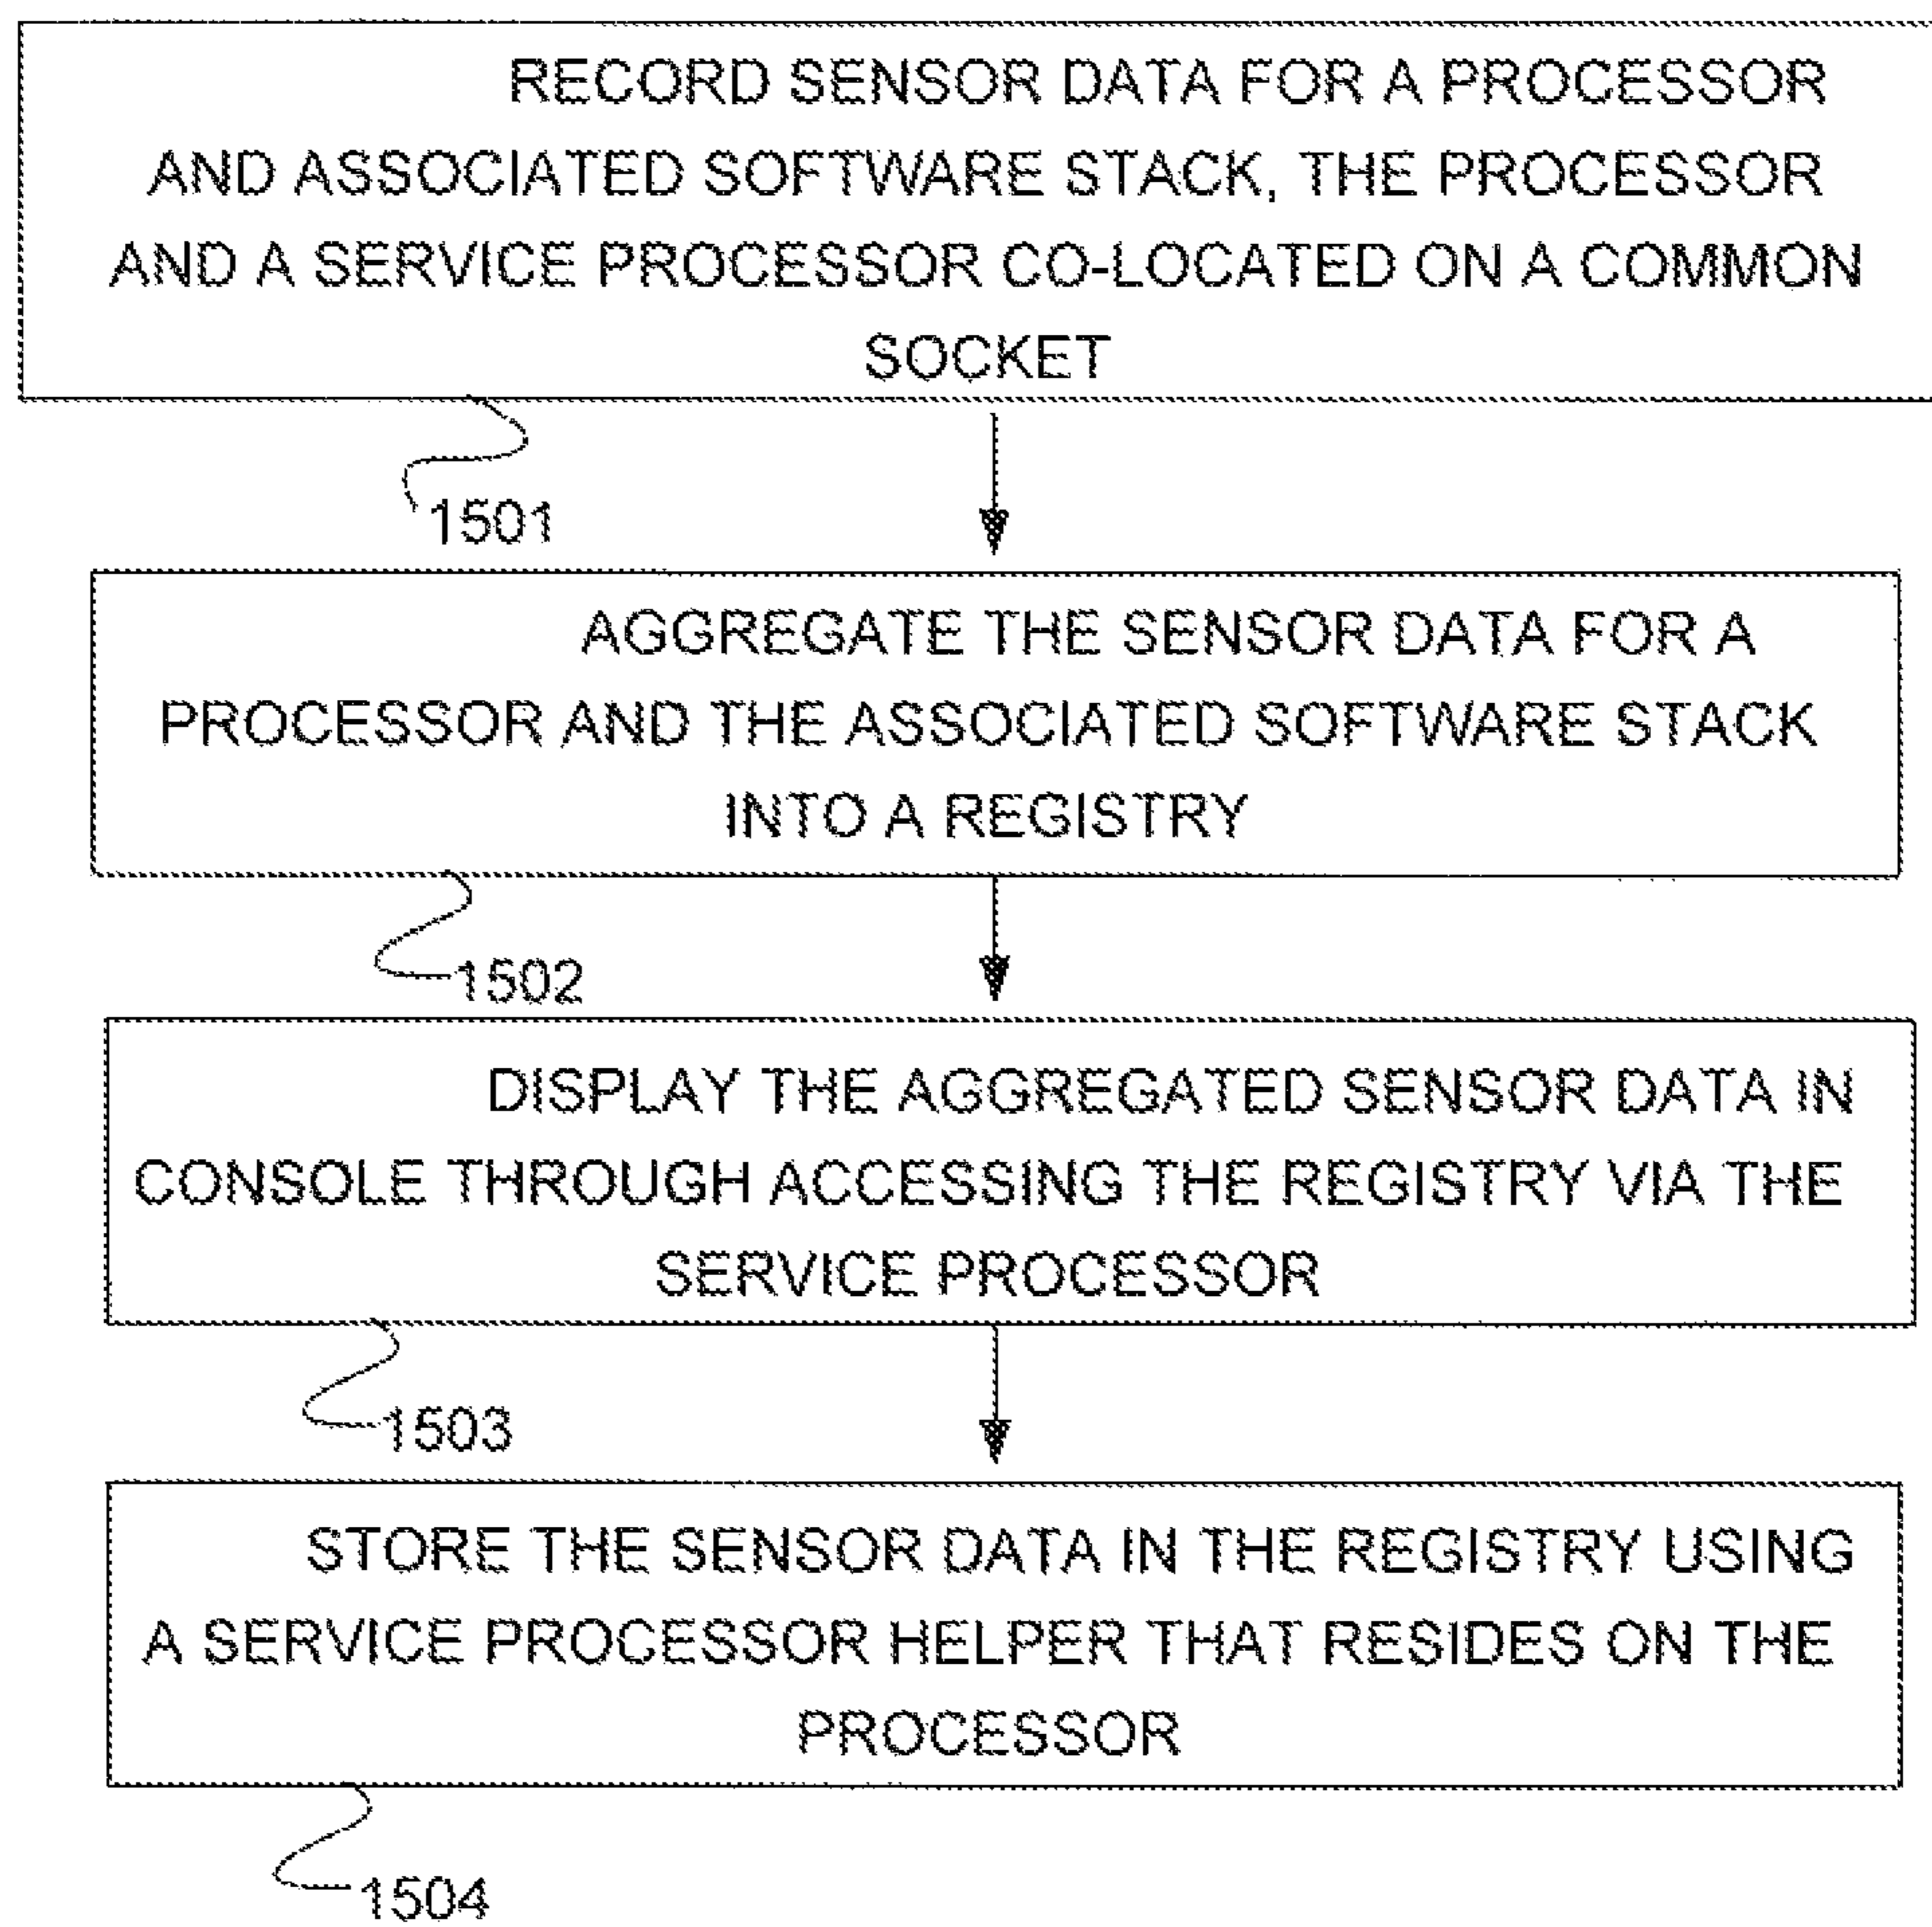 RECORD SENSOR DATA FOR A PROCESSOR
AND ASSOCIATED SOFTWARE STACK, THE PROCESSOR
AND A SERVICE PROCESSOR CO-LOCATED ON A COMMON
SOCKET
1501
AGGREGATE THE SENSOR DATA FOR A
PROCESSOR AND THE ASSOCIATED SOFTWARE STACK
INTO A REGISTRY
1502
DISPLAY THE AGGREGATED SENSOR DATA IN
CONSOLE THROUGH ACCESSING THE REGISTRY VIA THE
SERVICE PROCESSOR
1503
STORE THE SENSOR DATA IN THE REGISTRY USING
A SERVICE PROCESSOR HELPER THAT RESIDES ON THE
PROCESSOR
1504